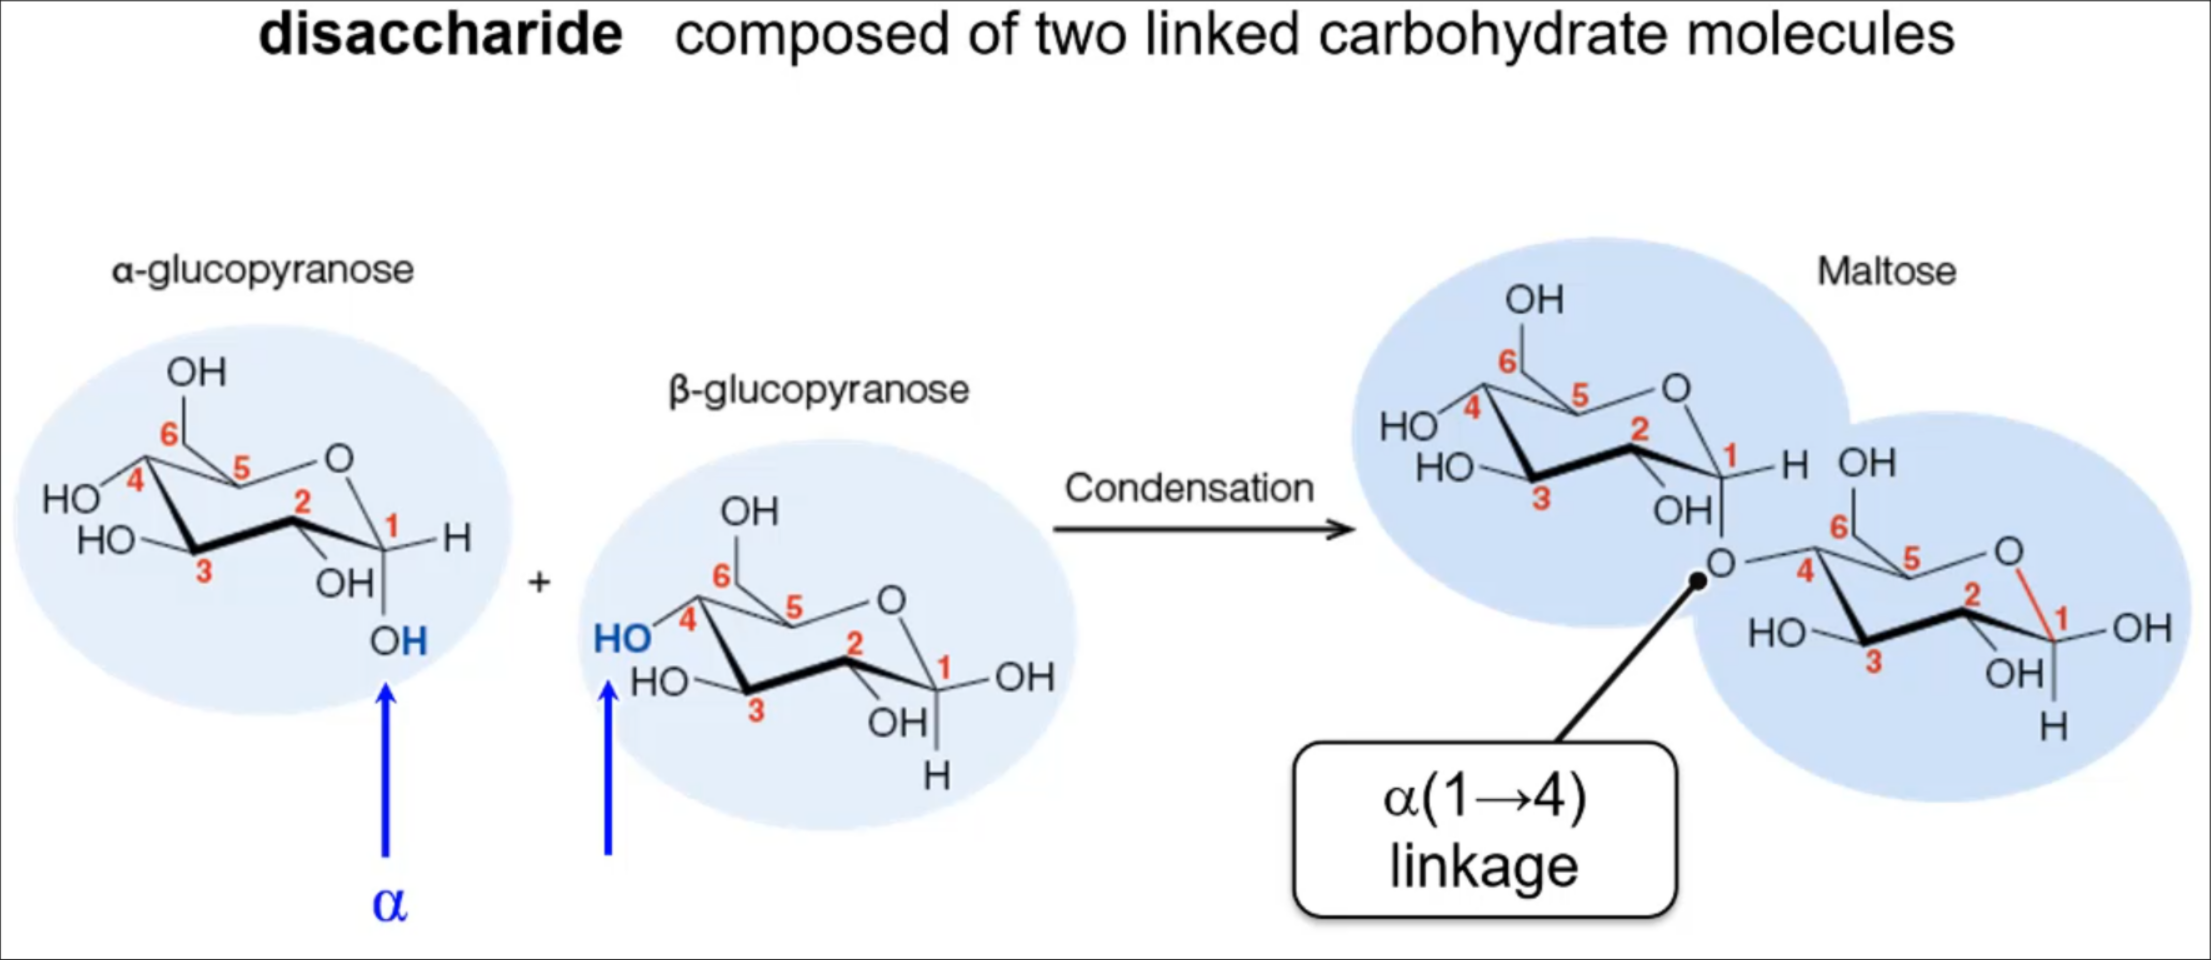 disaccharide composed of two linked carbohydrate molecules
α-glucopyranose
OH
6
O
5
4
HO
2
1
H
HO
3
OH
OH
α
+
β-glucopyranose
OH
6
O
5
4
HO
2
1
OH
HO
3
OH
H
Condensation
Maltose
OH
6
O
5
4
HO
2
1
H
HO
3
OH
O
OH
6
O
5
4
2
1
OH
HO
3
OH
H
α(1→4)
linkage